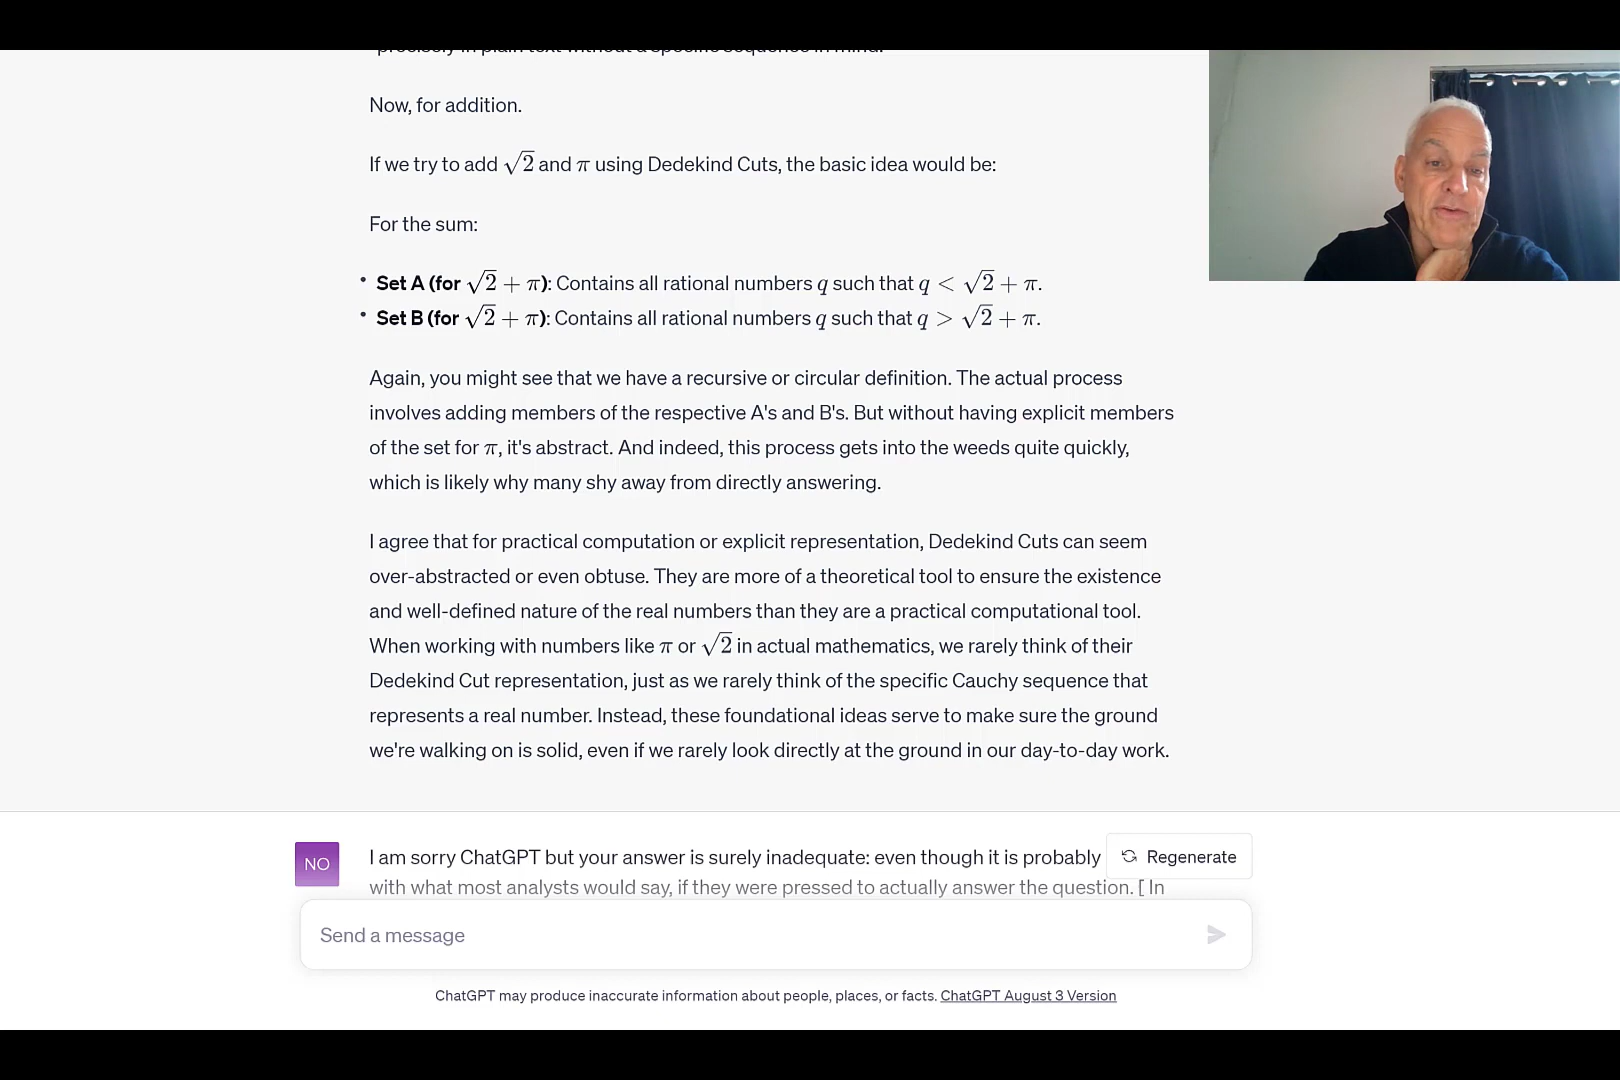 precisely in plain text without a specific sequence in mind.
Now, for addition.
If we try to add √2 and π using Dedekind Cuts, the basic idea would be:
For the sum:
• Set A (for √2 + π): Contains all rational numbers q such that q < √2 + π.
• Set B (for √2 + π): Contains all rational numbers q such that q > √2 + π.
Again, you might see that we have a recursive or circular definition. The actual process
involves adding members of the respective A's and B's. But without having explicit members
of the set for π, it's abstract. And indeed, this process gets into the weeds quite quickly,
which is likely why many shy away from directly answering.
I agree that for practical computation or explicit representation, Dedekind Cuts can seem
over-abstracted or even obtuse. They are more of a theoretical tool to ensure the existence
and well-defined nature of the real numbers than they are a practical computational tool.
When working with numbers like π or √2 in actual mathematics, we rarely think of their
Dedekind Cut representation, just as we rarely think of the specific Cauchy sequence that
represents a real number. Instead, these foundational ideas serve to make sure the ground
we're walking on is solid, even if we rarely look directly at the ground in our day-to-day work.
NO
I am sorry ChatGPT but your answer is surely inadequate: even though it is probably
Regenerate
with what most analysts would say, if they were pressed to actually answer the question. [ In
Send a message
ChatGPT may produce inaccurate information about people, places, or facts. ChatGPT August 3 Version